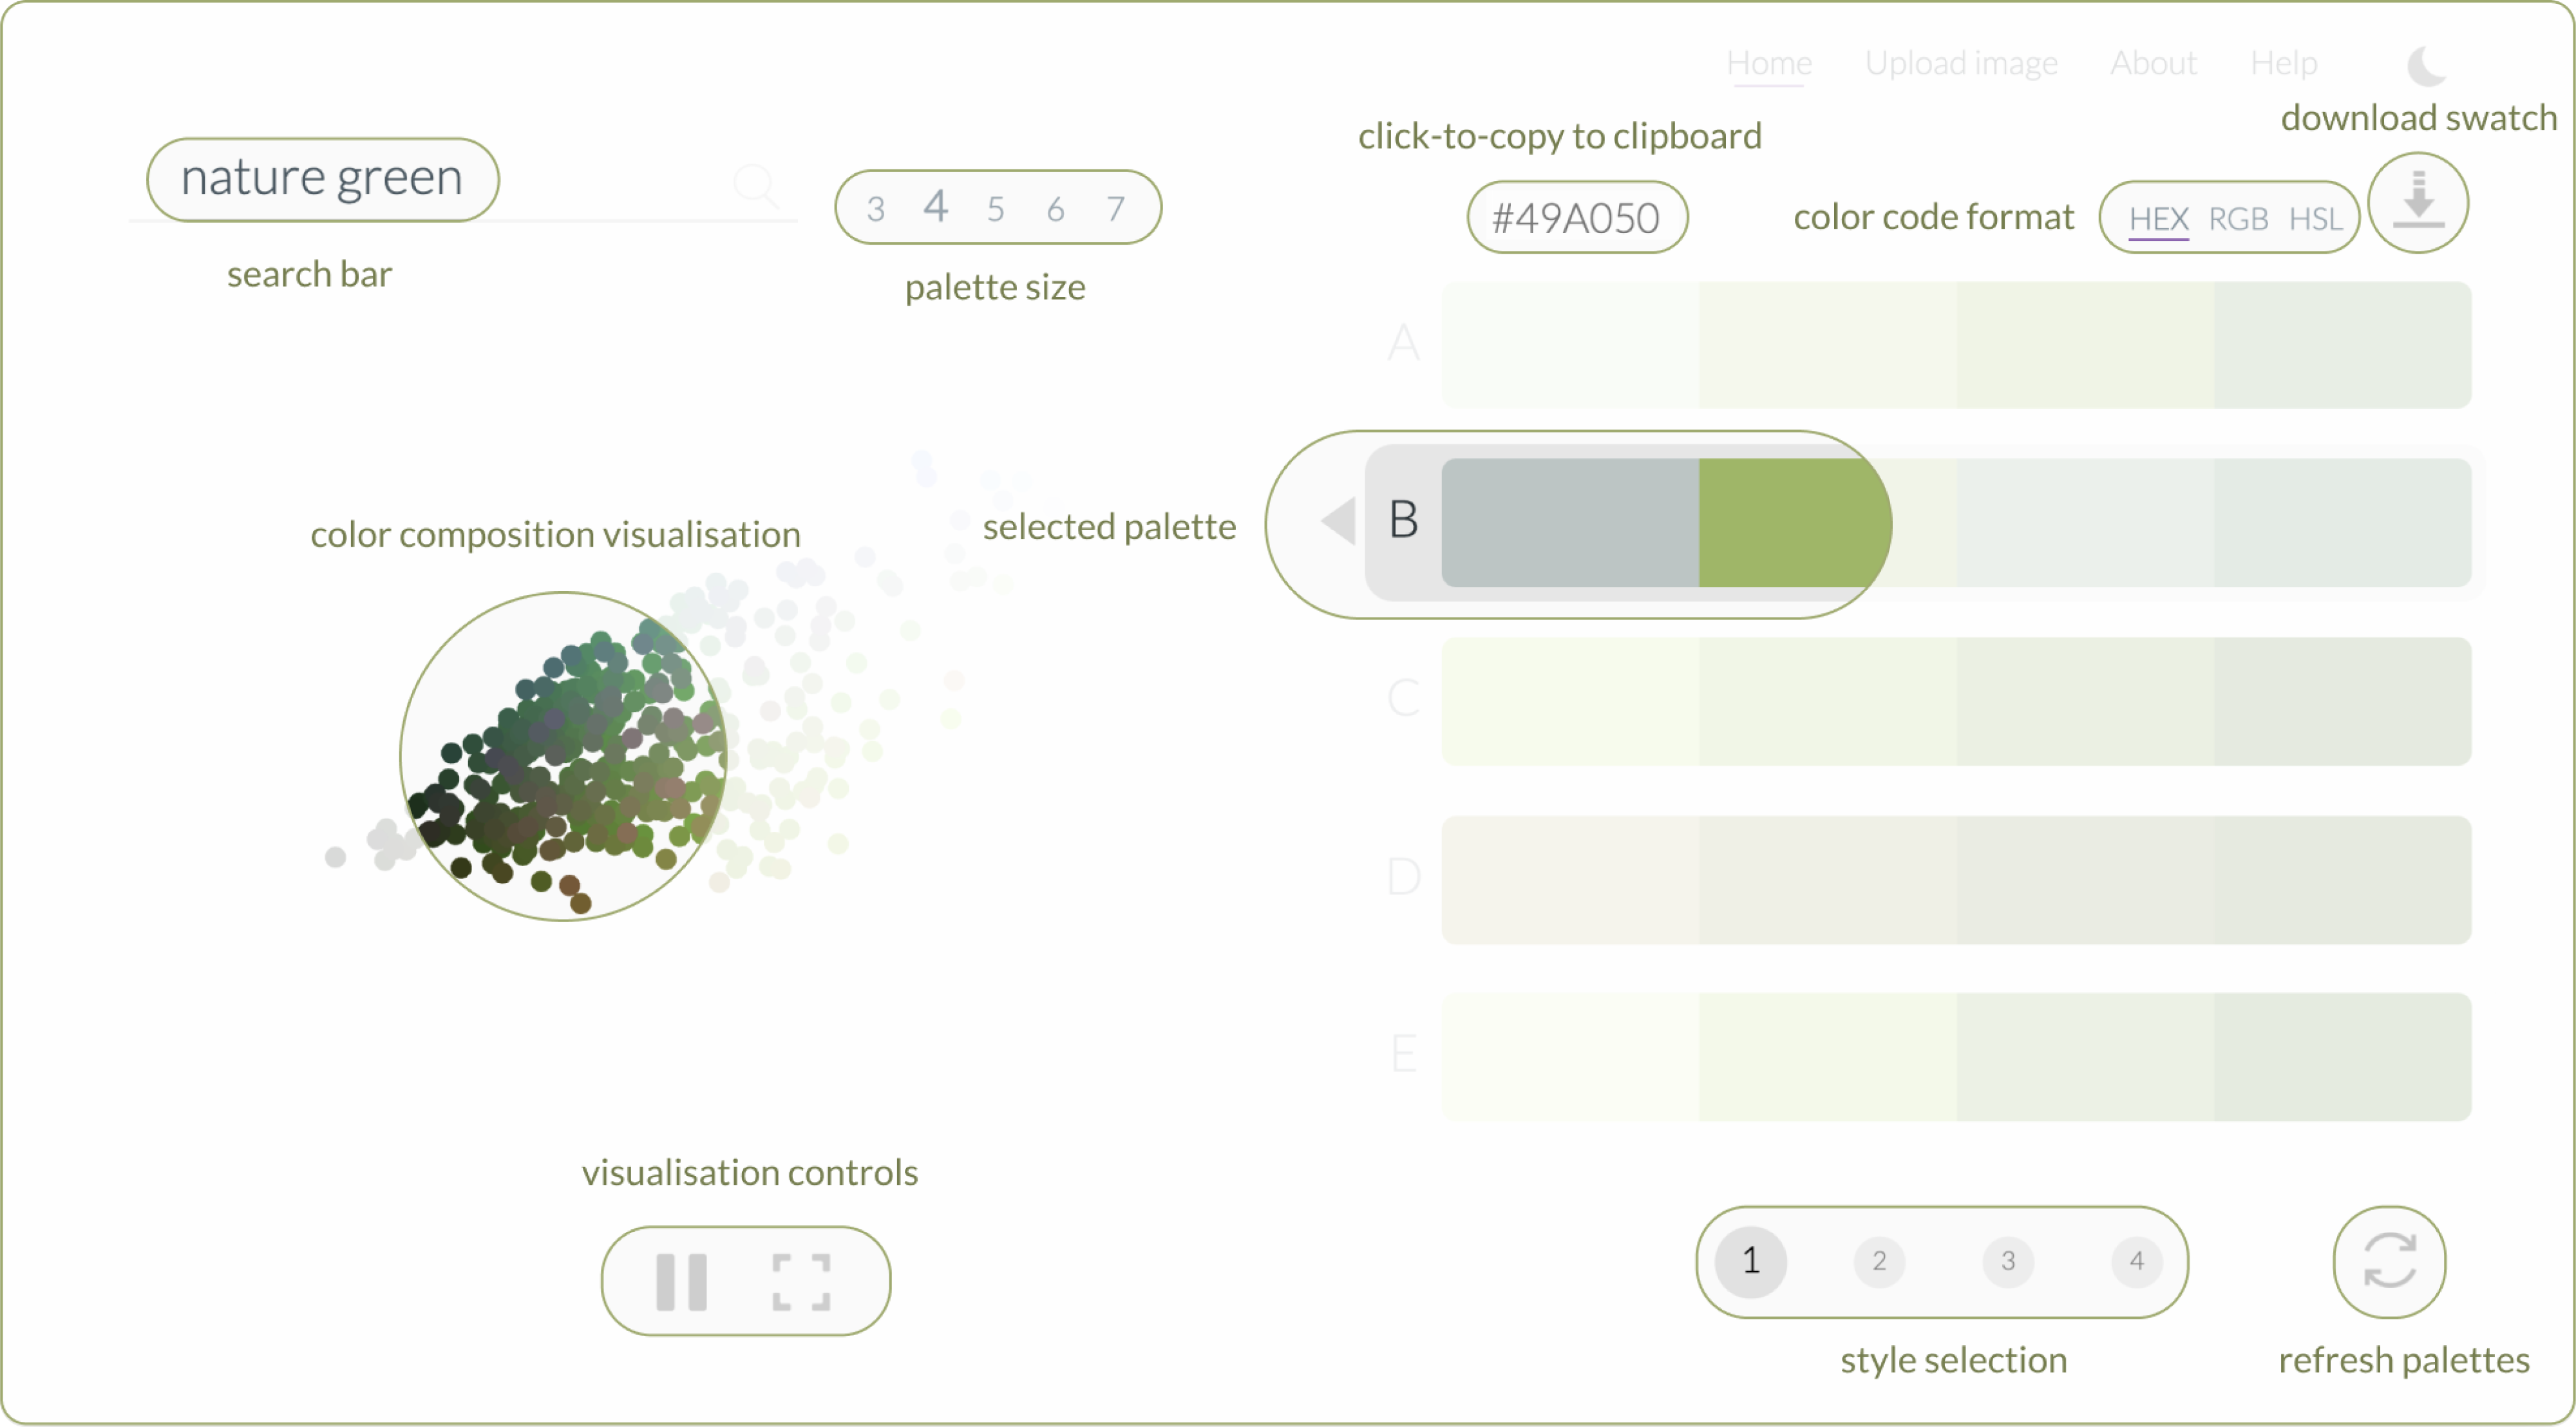 Home Upload image About Help
download swatch
click-to-copy to clipboard
nature green
3 4 5 6 7
#49A050
color code format
HEX RGB HSL
search bar
palette size
A
color composition visualisation
selected palette
B
C
D
E
visualisation controls
1 2 3 4
style selection
refresh palettes